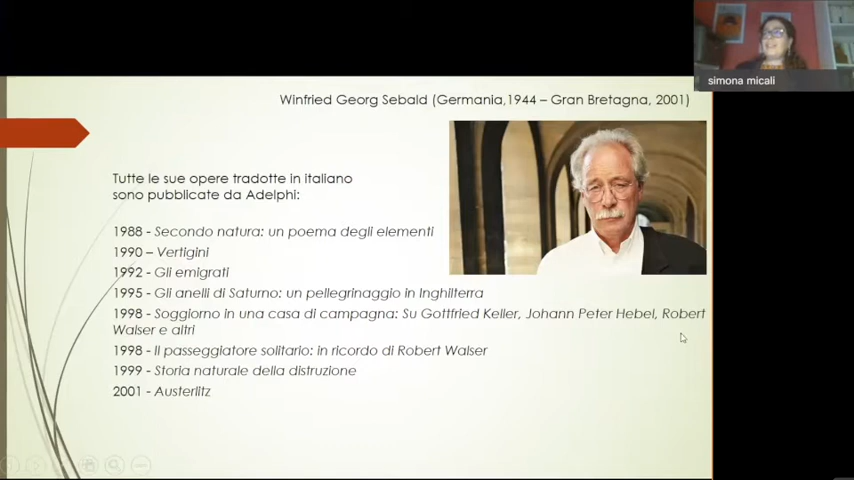 simona micali
Winfried Georg Sebald (Germania,1944 – Gran Bretagna, 2001)
Tutte le sue opere tradotte in italiano
sono pubblicate da Adelphi:
1988 - Secondo natura: un poema degli elementi
1990 – Vertigini
1992 - Gli emigrati
1995 - Gli anelli di Saturno: un pellegrinaggio in Inghilterra
1998 - Soggiorno in una casa di campagna: Su Gottfried Keller, Johann Peter Hebel, Robert
Walser e altri
1998 - Il passeggiatore solitario: in ricordo di Robert Walser
1999 - Storia naturale della distruzione
2001 - Austerlitz